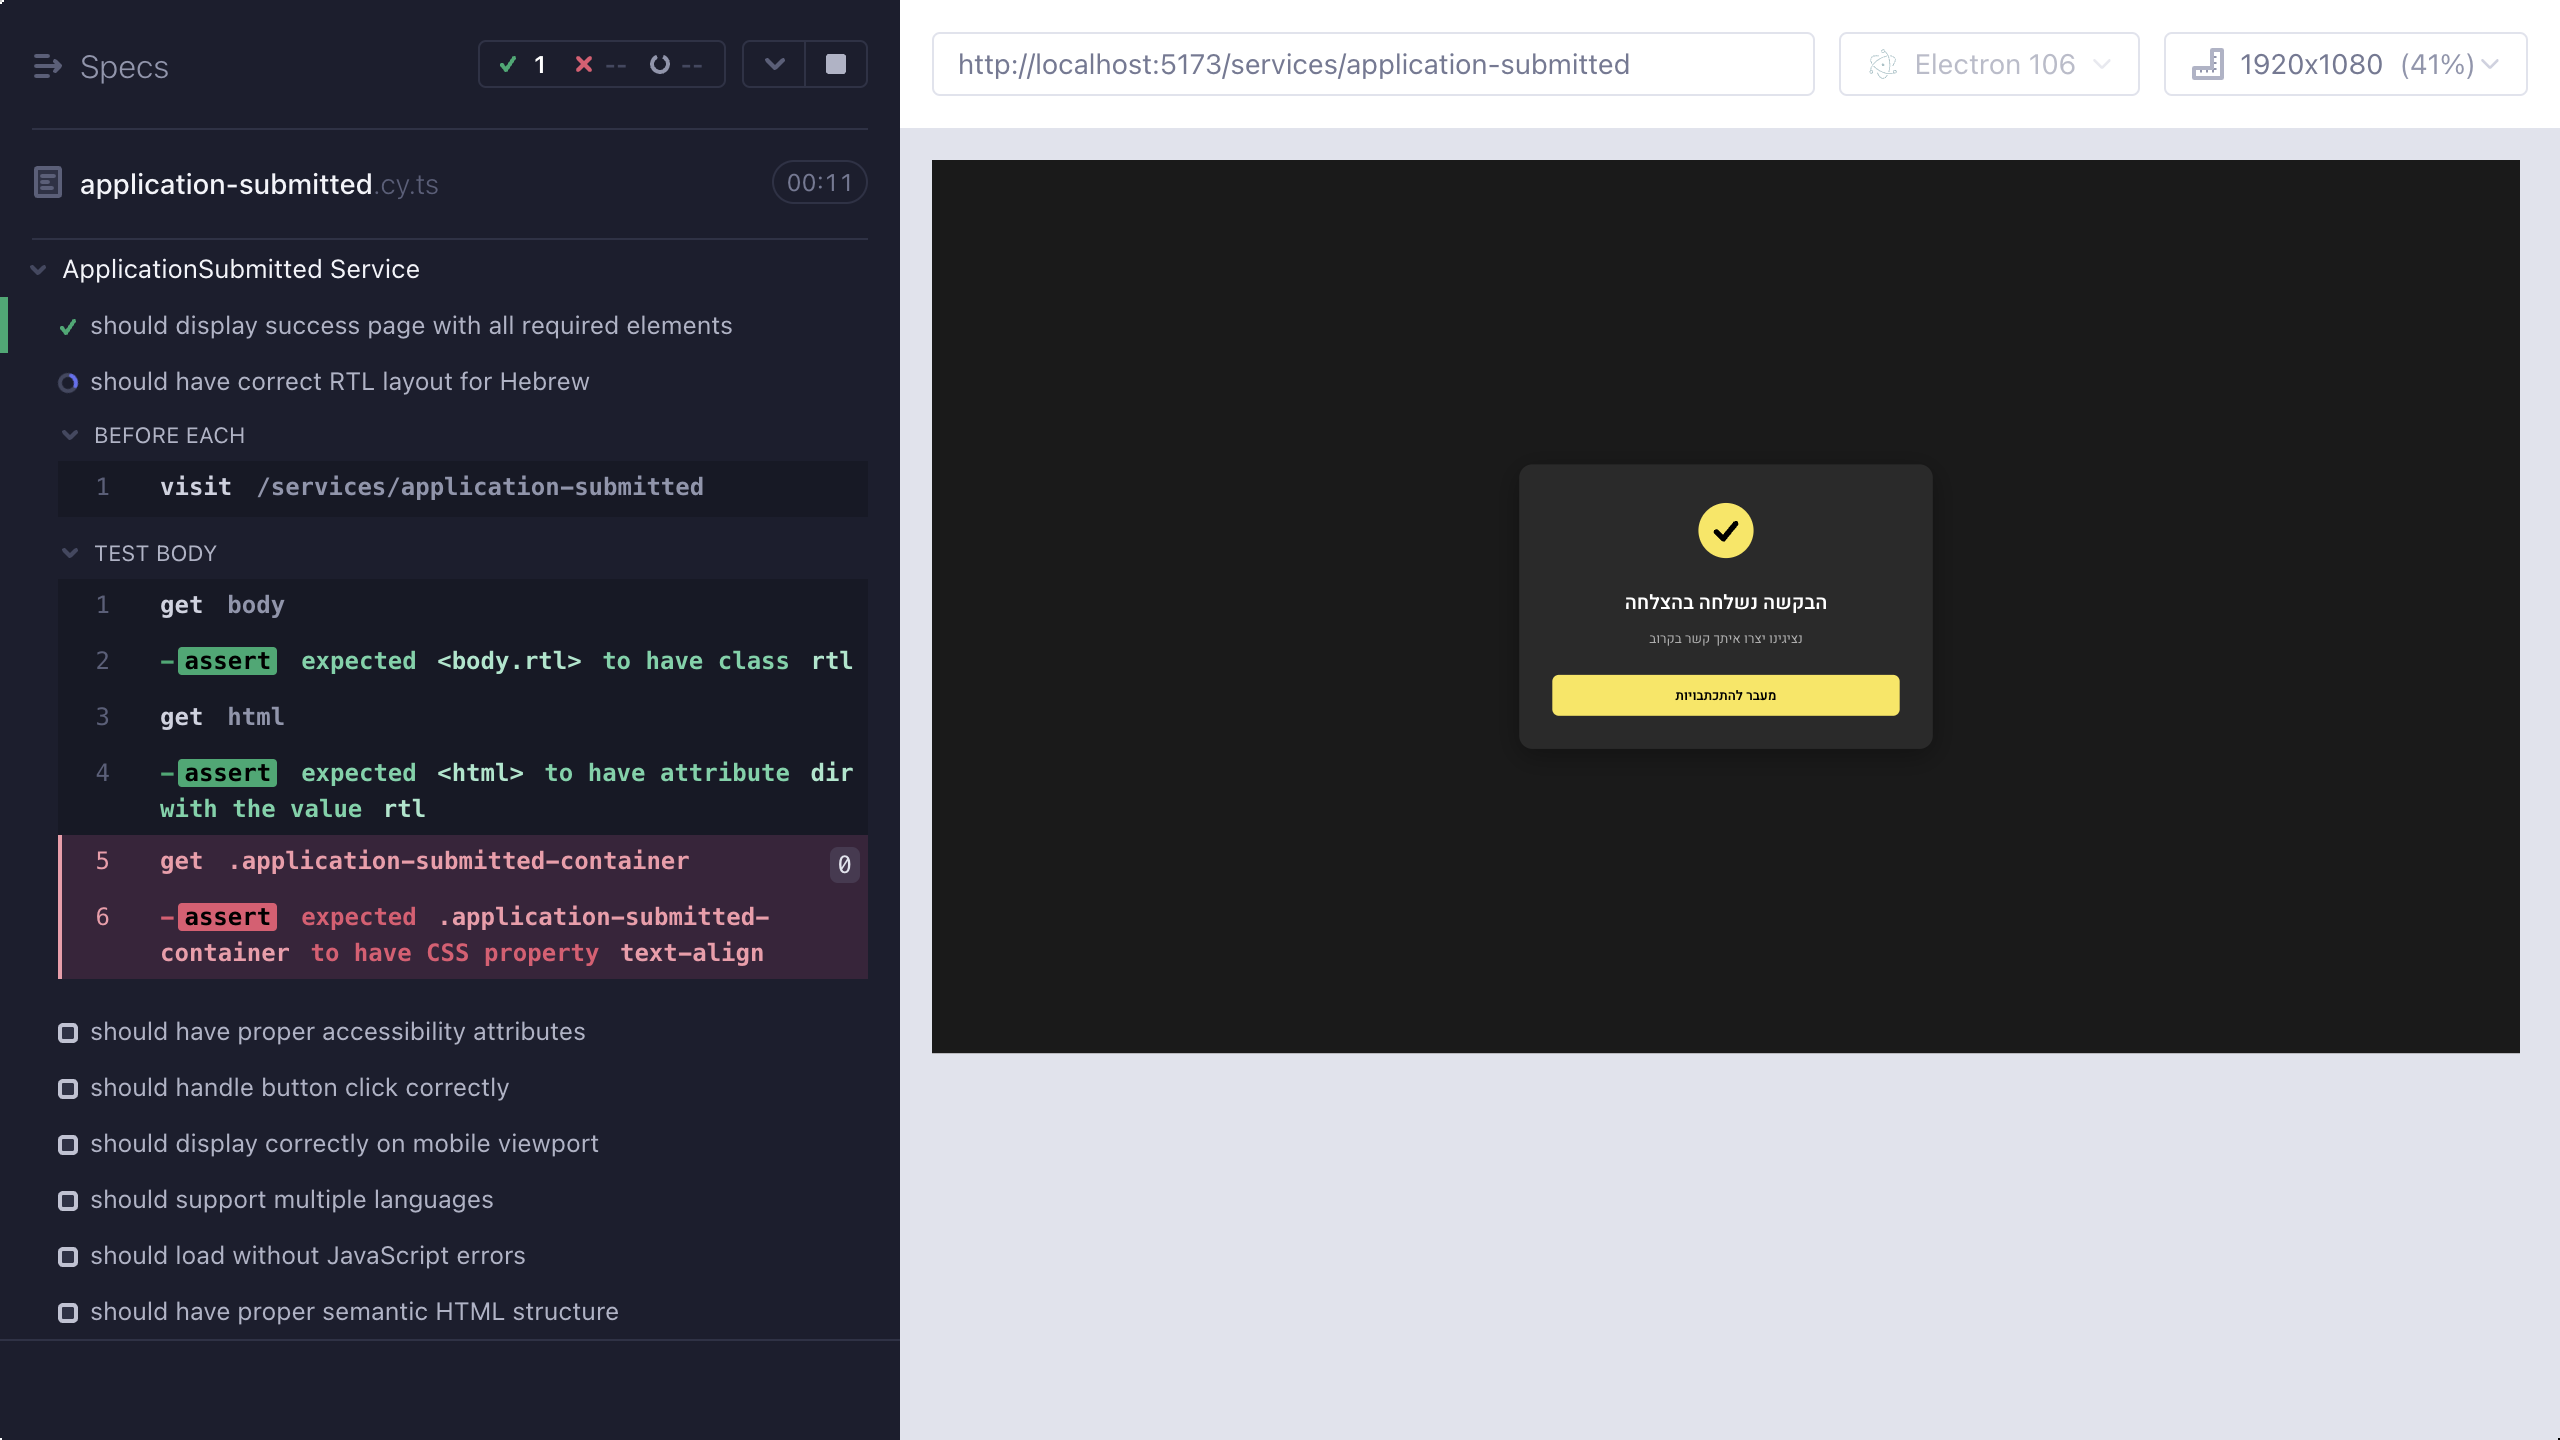 Specs
1 -- --
application-submitted.cy.ts 00:11
ApplicationSubmitted Service
should display success page with all required elements
should have correct RTL layout for Hebrew
BEFORE EACH
1 visit /services/application-submitted
TEST BODY
1 get body
2 -assert expected <body.rtl> to have class rtl
3 get html
4 -assert expected <html> to have attribute dir
with the value rtl
5 get .application-submitted-container 0
6 -assert expected .application-submitted-
container to have CSS property text-align
should have proper accessibility attributes
should handle button click correctly
should display correctly on mobile viewport
should support multiple languages
should load without JavaScript errors
should have proper semantic HTML structure
http://localhost:5173/services/application-submitted
Electron 106
1920x1080 (41%)
הבקשה נשלחה בהצלחה
נציגינו יצרו איתך קשר בקרוב
מעבר להתכתבויות